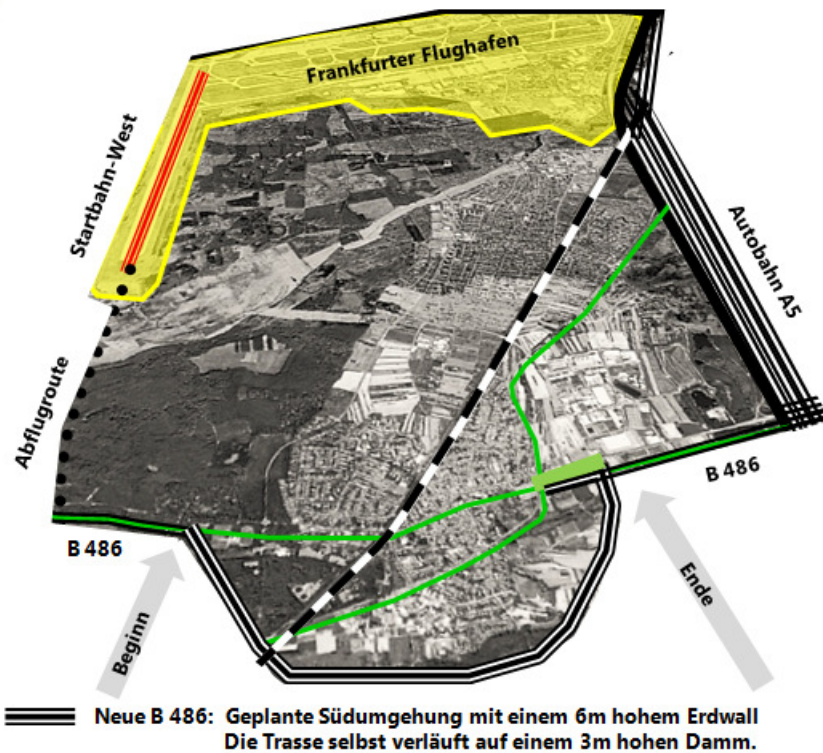 Frankfurter Flughafen
Startbahn-West
Autobahn A5
Abflugroute
B 486
B 486
Beginn
Ende
Neue B 486: Geplante Südumgehung mit einem 6m hohem Erdwall
Die Trasse selbst verläuft auf einem 3m hohen Damm.